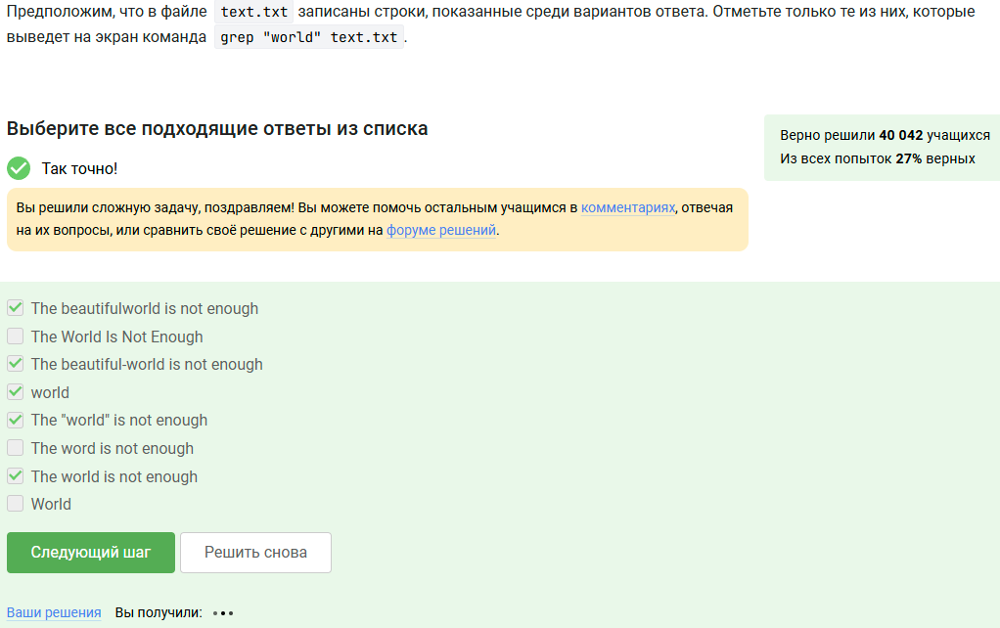 Предположим, что в файле text.txt записаны строки, показанные среди вариантов ответа. Отметьте только те из них, которые
выведет на экран команда grep "world" text.txt.
Выберите все подходящие ответы из списка
Верно решили 40 042 учащихся
Из всех попыток 27% верных
Так точно!
Вы решили сложную задачу, поздравляем! Вы можете помочь остальным учащимся в комментариях, отвечая
на их вопросы, или сравнить своё решение с другими на форуме решений.
The beautifulworld is not enough
The World Is Not Enough
The beautiful-world is not enough
world
The "world" is not enough
The word is not enough
The world is not enough
World
Следующий шаг Решить снова
Ваши решения Вы получили: